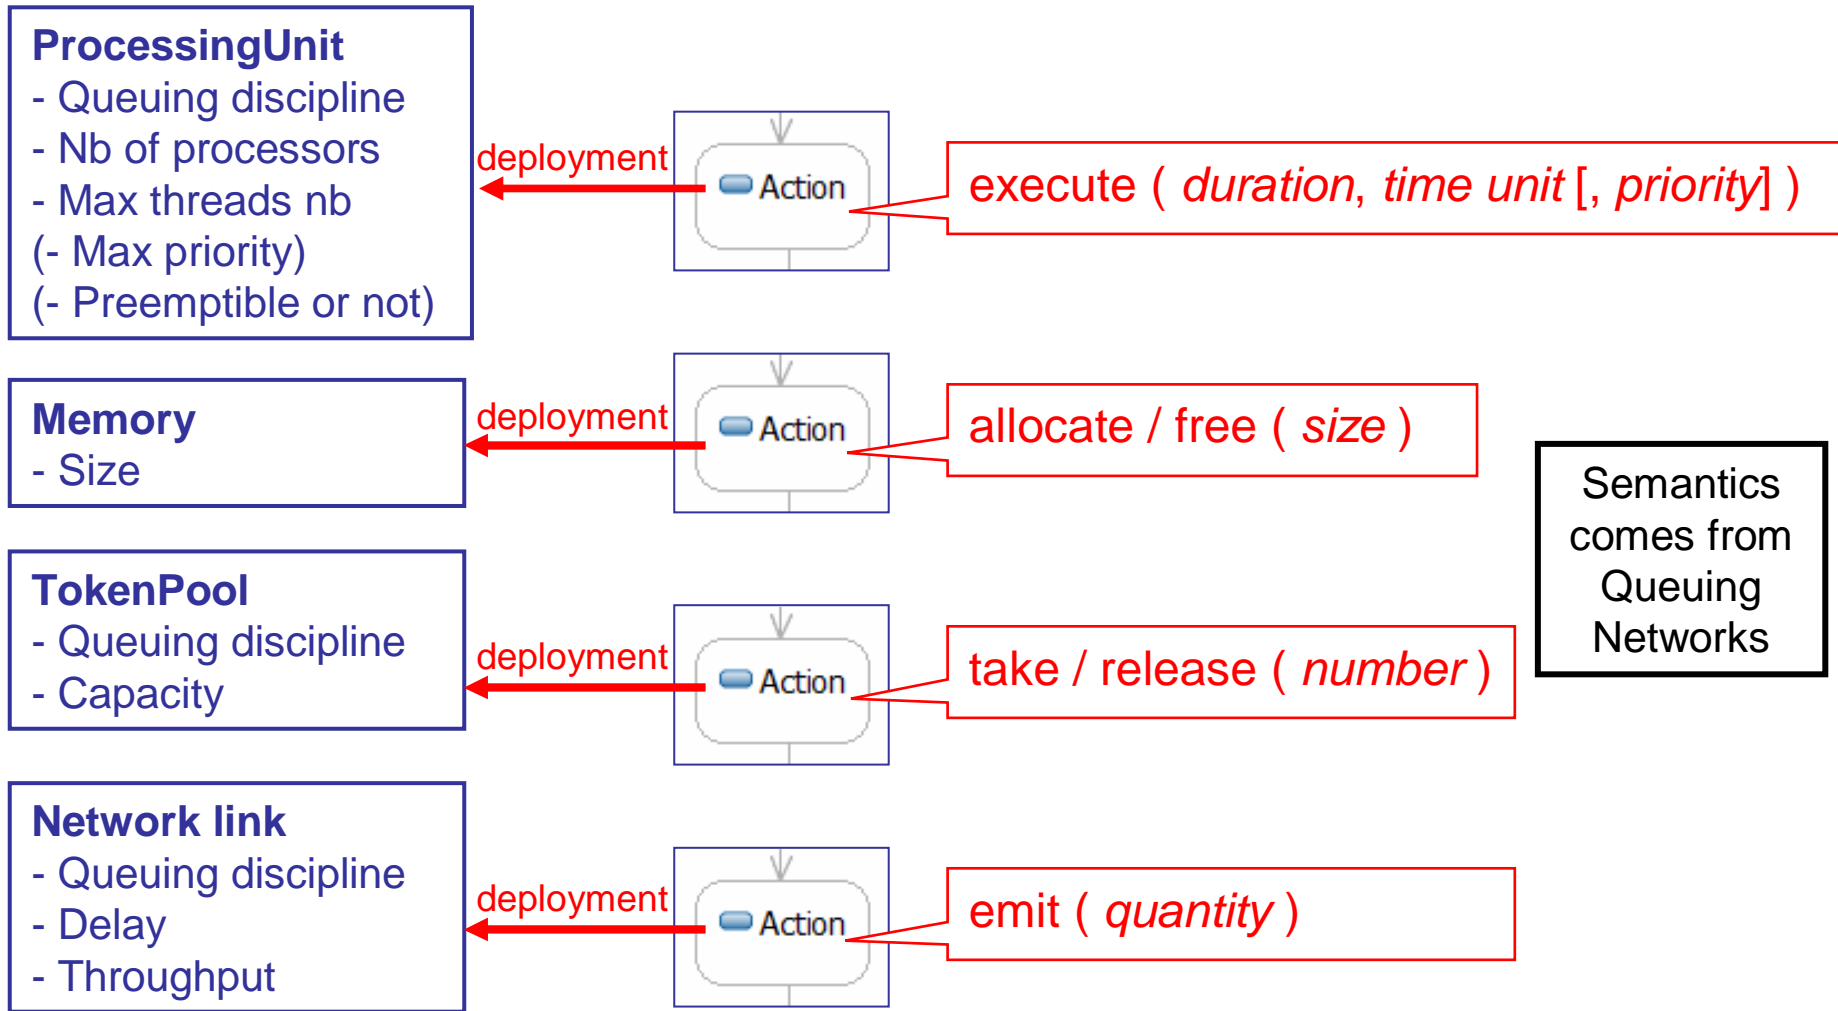 ProcessingUnit
- Queuing discipline
- Nb of processors
- Max threads nb
(- Max priority)
(- Preemptible or not)
deployment
Action
execute ( duration, time unit [, priority] )
Memory
- Size
deployment
Action
allocate / free ( size )
TokenPool
- Queuing discipline
- Capacity
deployment
Action
take / release ( number )
Network link
- Queuing discipline
- Delay
- Throughput
deployment
Action
emit ( quantity )
Semantics
comes from
Queuing
Networks